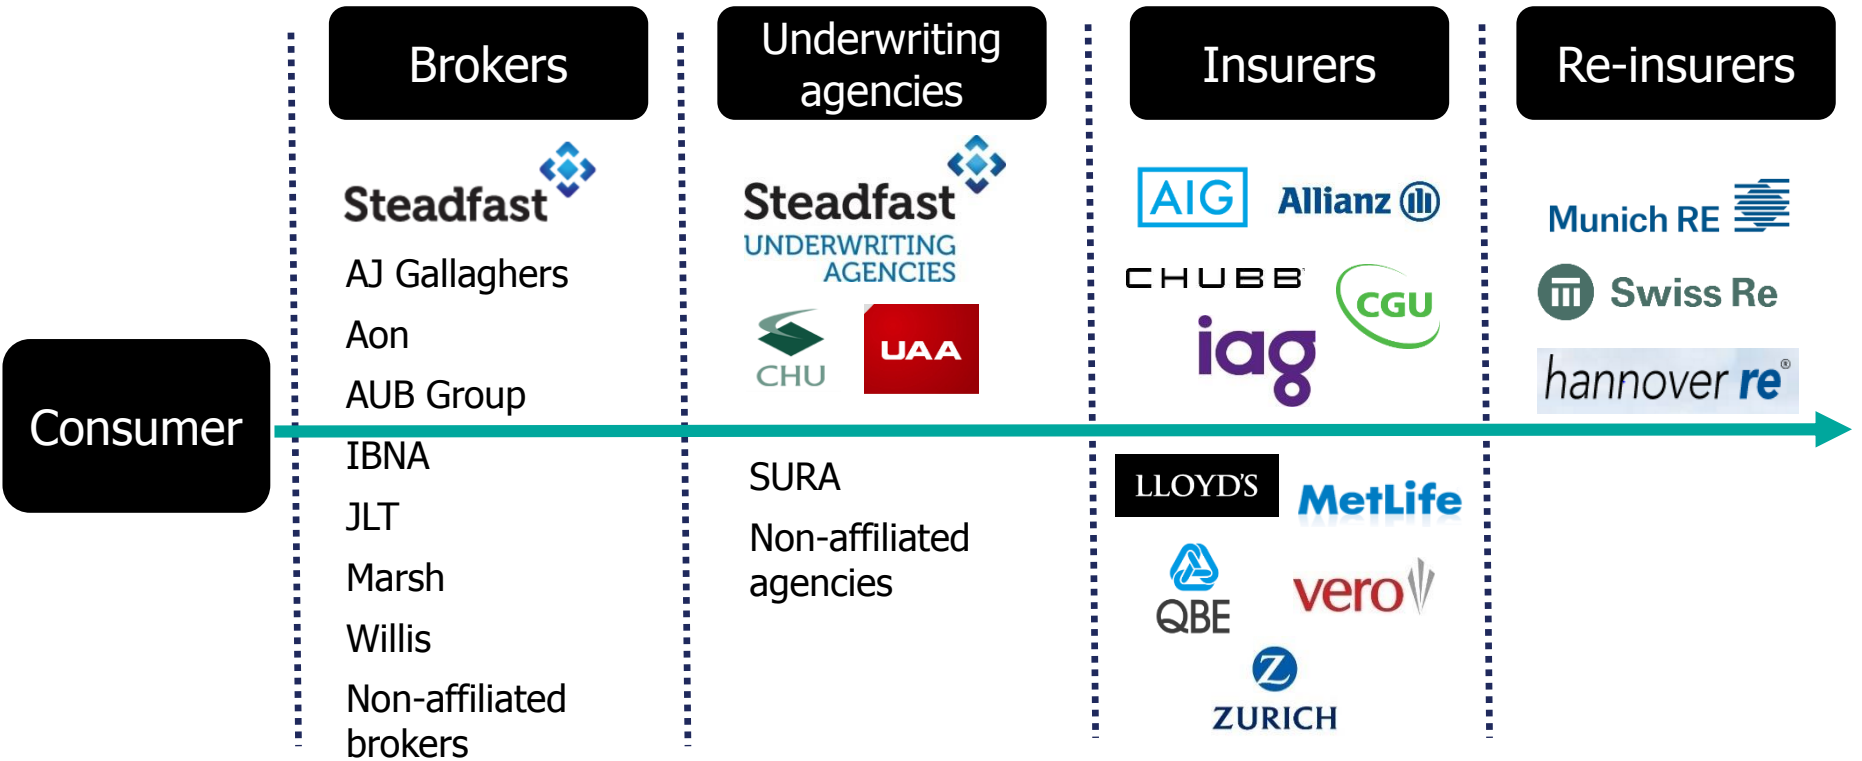 Consumer
Brokers
Steadfast
AJ Gallaghers
Aon
AUB Group
IBNA
JLT
Marsh
Willis
Non-affiliated
brokers
Underwriting
agencies
Steadfast
UNDERWRITING
AGENCIES
CHU
UAA
SURA
Non-affiliated
agencies
Insurers
AIG
Allianz
CHUBB
CGU
iag
LLOYD'S
MetLife
QBE
vero
Z
ZURICH
Re-insurers
Munich RE
Swiss Re
hannover re®